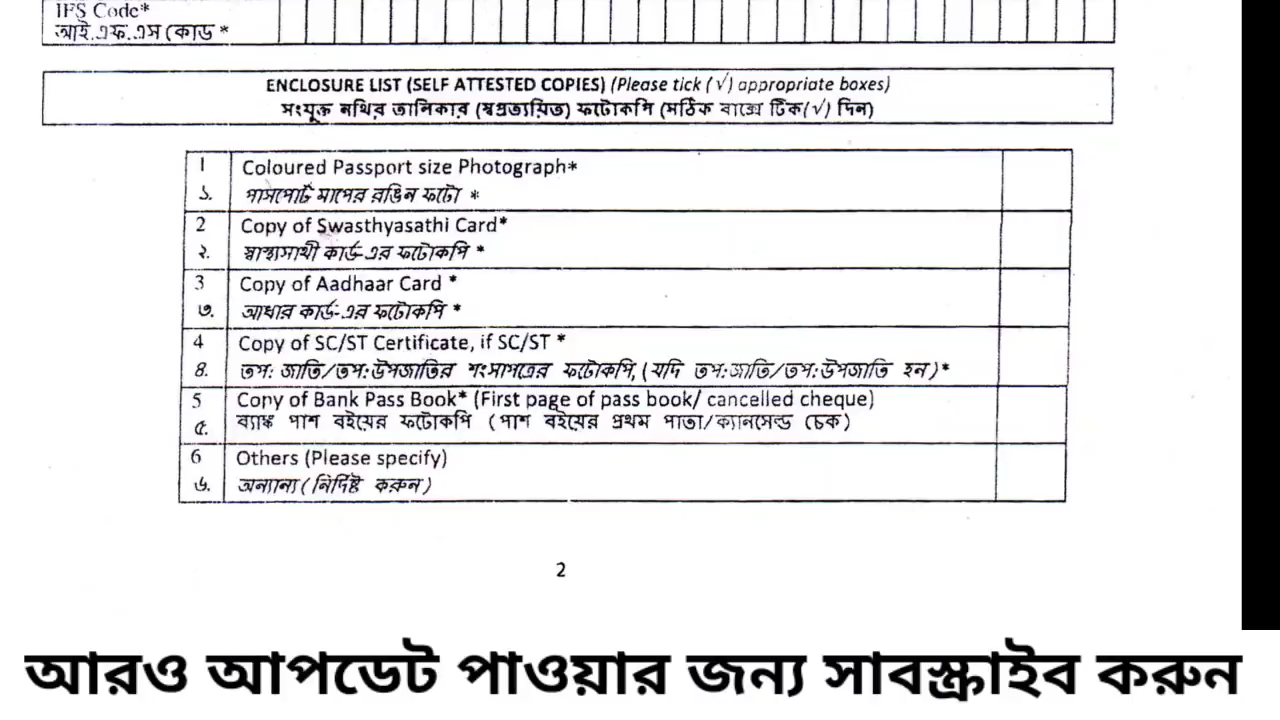 IFS Code*
আই.এফ.এস কোড *
ENCLOSURE LIST (SELF ATTESTED COPIES) (Please tick (√) appropriate boxes)
সংযুক্ত নথির তালিকার (স্বপ্রত্যয়িত) ফটোকপি (সঠিক বাক্সে টিক(√) দিন)
1 Coloured Passport size Photograph*
১. পাসপোর্ট মাপের রঙিন ফটো *
2 Copy of Swasthyasathi Card*
২. স্বাস্থ্যসাথী কার্ড-এর ফটোকপি *
3 Copy of Aadhaar Card *
৩. আধার কার্ড-এর ফটোকপি *
4 Copy of SC/ST Certificate, if SC/ST *
৪. তপ: জাতি/তপ:উপজাতির শংসাপত্রের ফটোকপি, (যদি তপ:জাতি/তপ:উপজাতি হন)*
5 Copy of Bank Pass Book* (First page of pass book/ cancelled cheque)
৫. ব্যাঙ্ক পাশ বইয়ের ফটোকপি (পাশ বইয়ের প্রথম পাতা/ক্যানসেল্ড চেক)
6 Others (Please specify)
৬. অন্যান্য (নির্দিষ্ট করুন)
2
আরও আপডেট পাওয়ার জন্য সাবস্ক্রাইব করুন